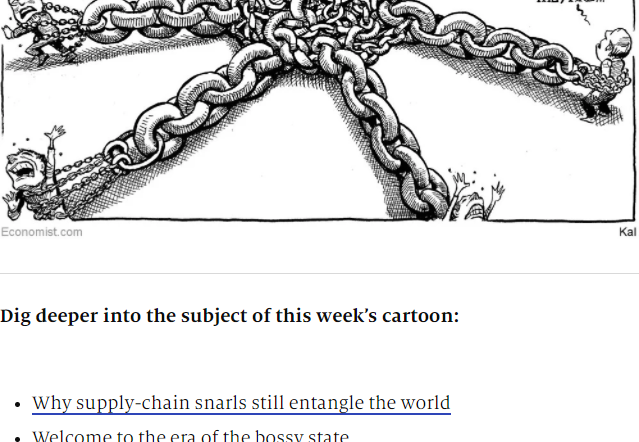 Economist.com
Kal
Dig deeper into the subject of this week’s cartoon:
• Why supply-chain snarls still entangle the world
• Welcome to the era of the bossy state